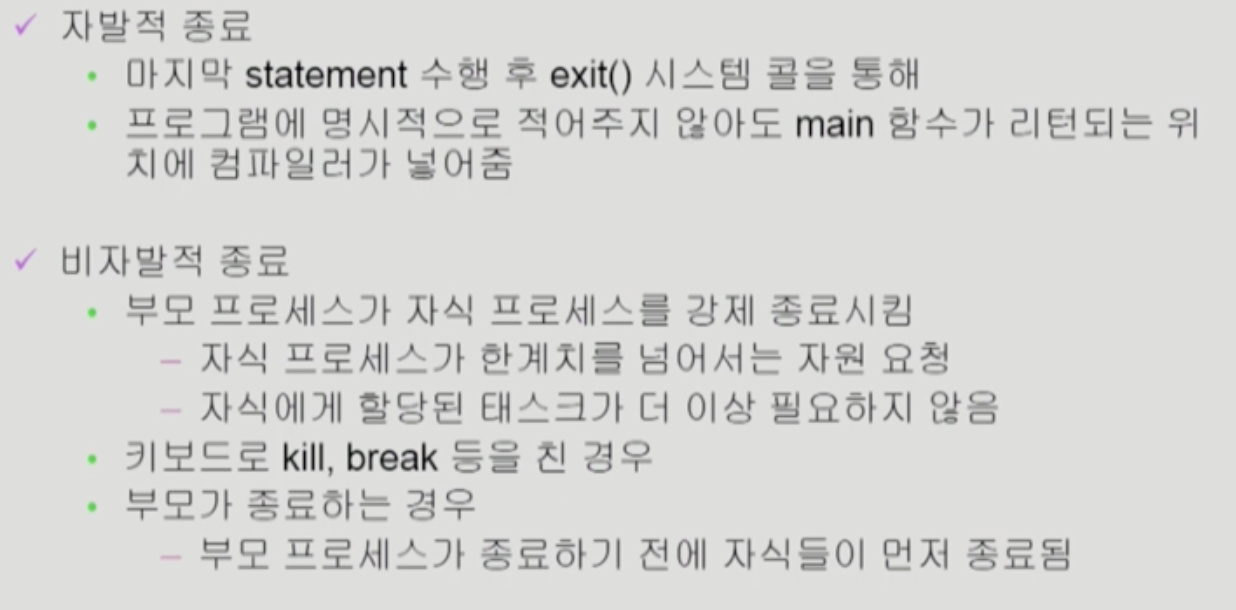 ✓ 자발적 종료
• 마지막 statement 수행 후 exit() 시스템 콜을 통해
• 프로그램에 명시적으로 적어주지 않아도 main 함수가 리턴되는 위
치에 컴파일러가 넣어줌
✓ 비자발적 종료
• 부모 프로세스가 자식 프로세스를 강제 종료시킴
– 자식 프로세스가 한계치를 넘어서는 자원 요청
– 자식에게 할당된 태스크가 더 이상 필요하지 않음
• 키보드로 kill, break 등을 친 경우
• 부모가 종료하는 경우
– 부모 프로세스가 종료하기 전에 자식들이 먼저 종료됨